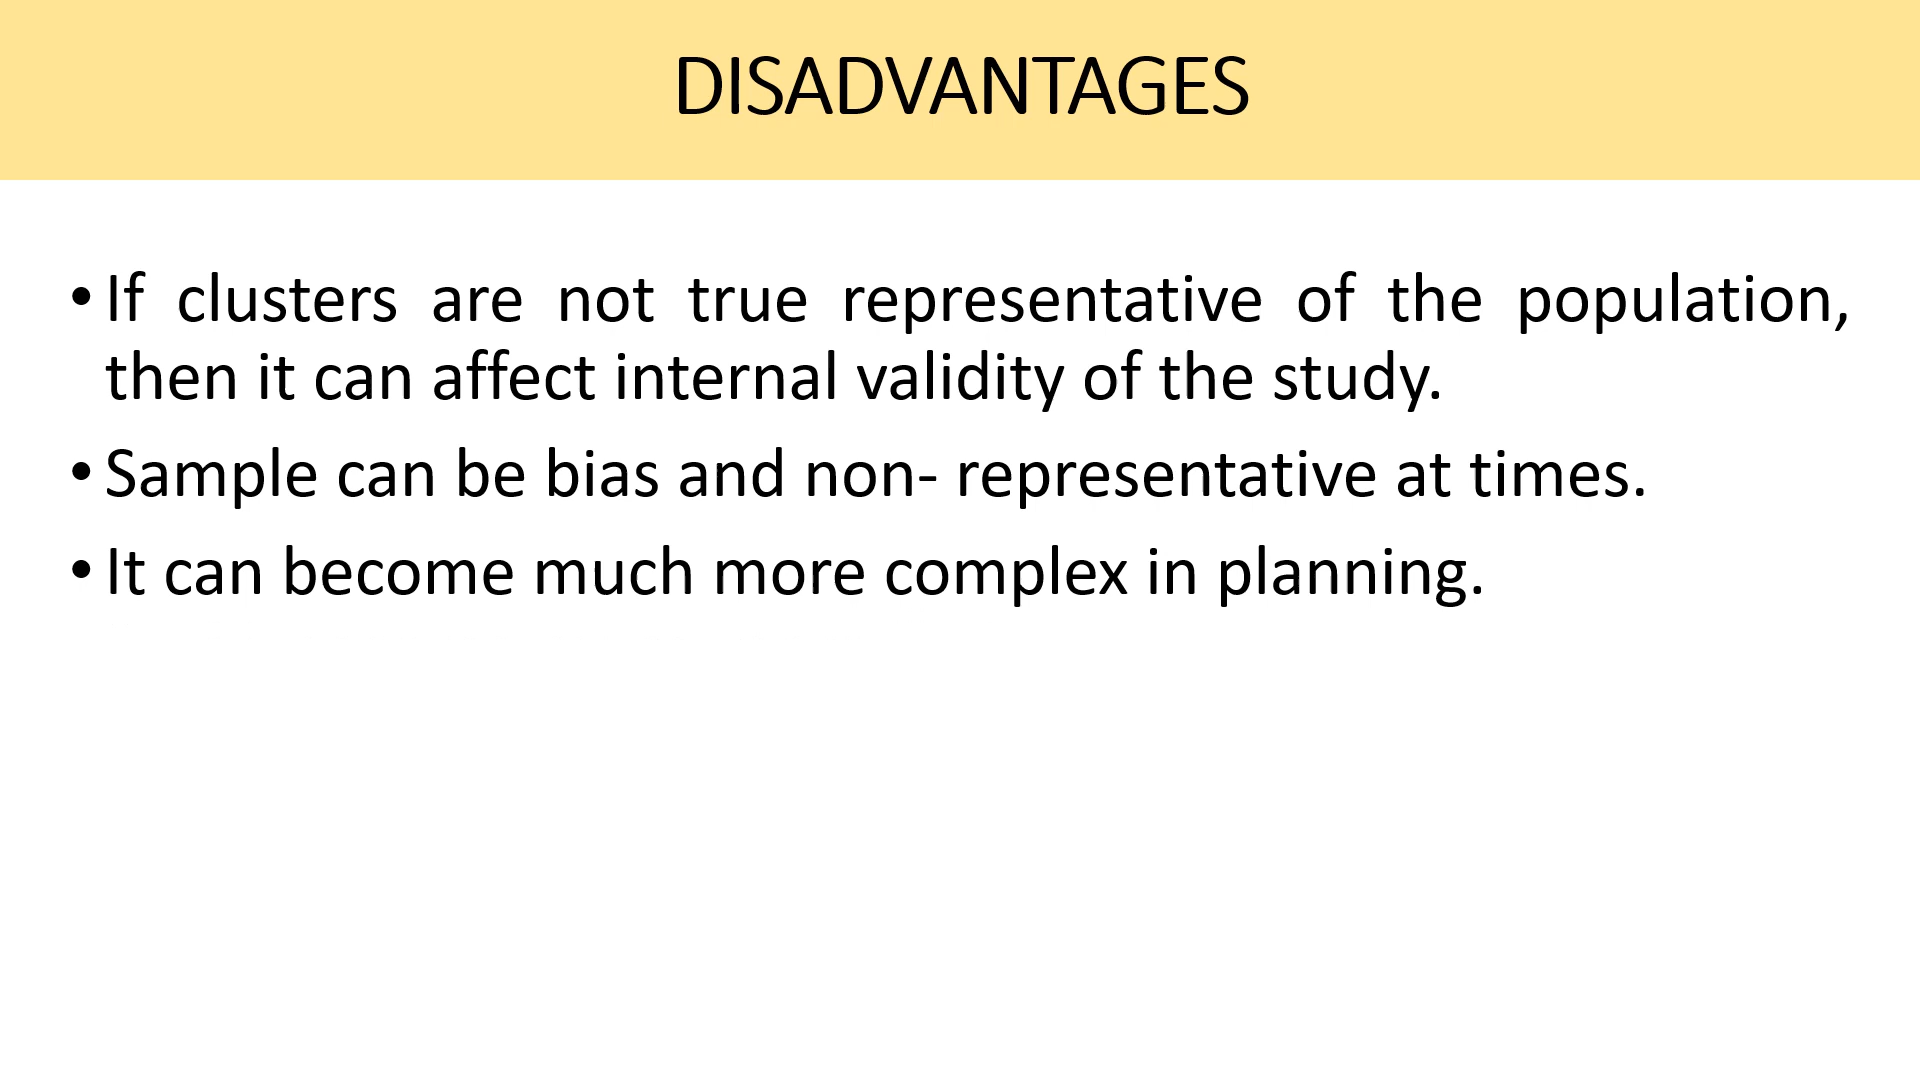 DISADVANTAGES
• If clusters are not true representative of the population,
then it can affect internal validity of the study.
• Sample can be bias and non- representative at times.
• It can become much more complex in planning.